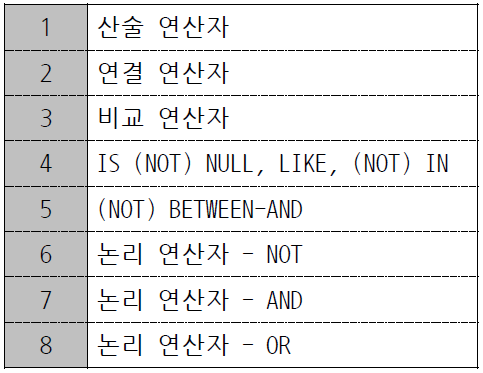 1 산술 연산자
2 연결 연산자
3 비교 연산자
4 IS (NOT) NULL, LIKE, (NOT) IN
5 (NOT) BETWEEN-AND
6 논리 연산자 - NOT
7 논리 연산자 - AND
8 논리 연산자 - OR